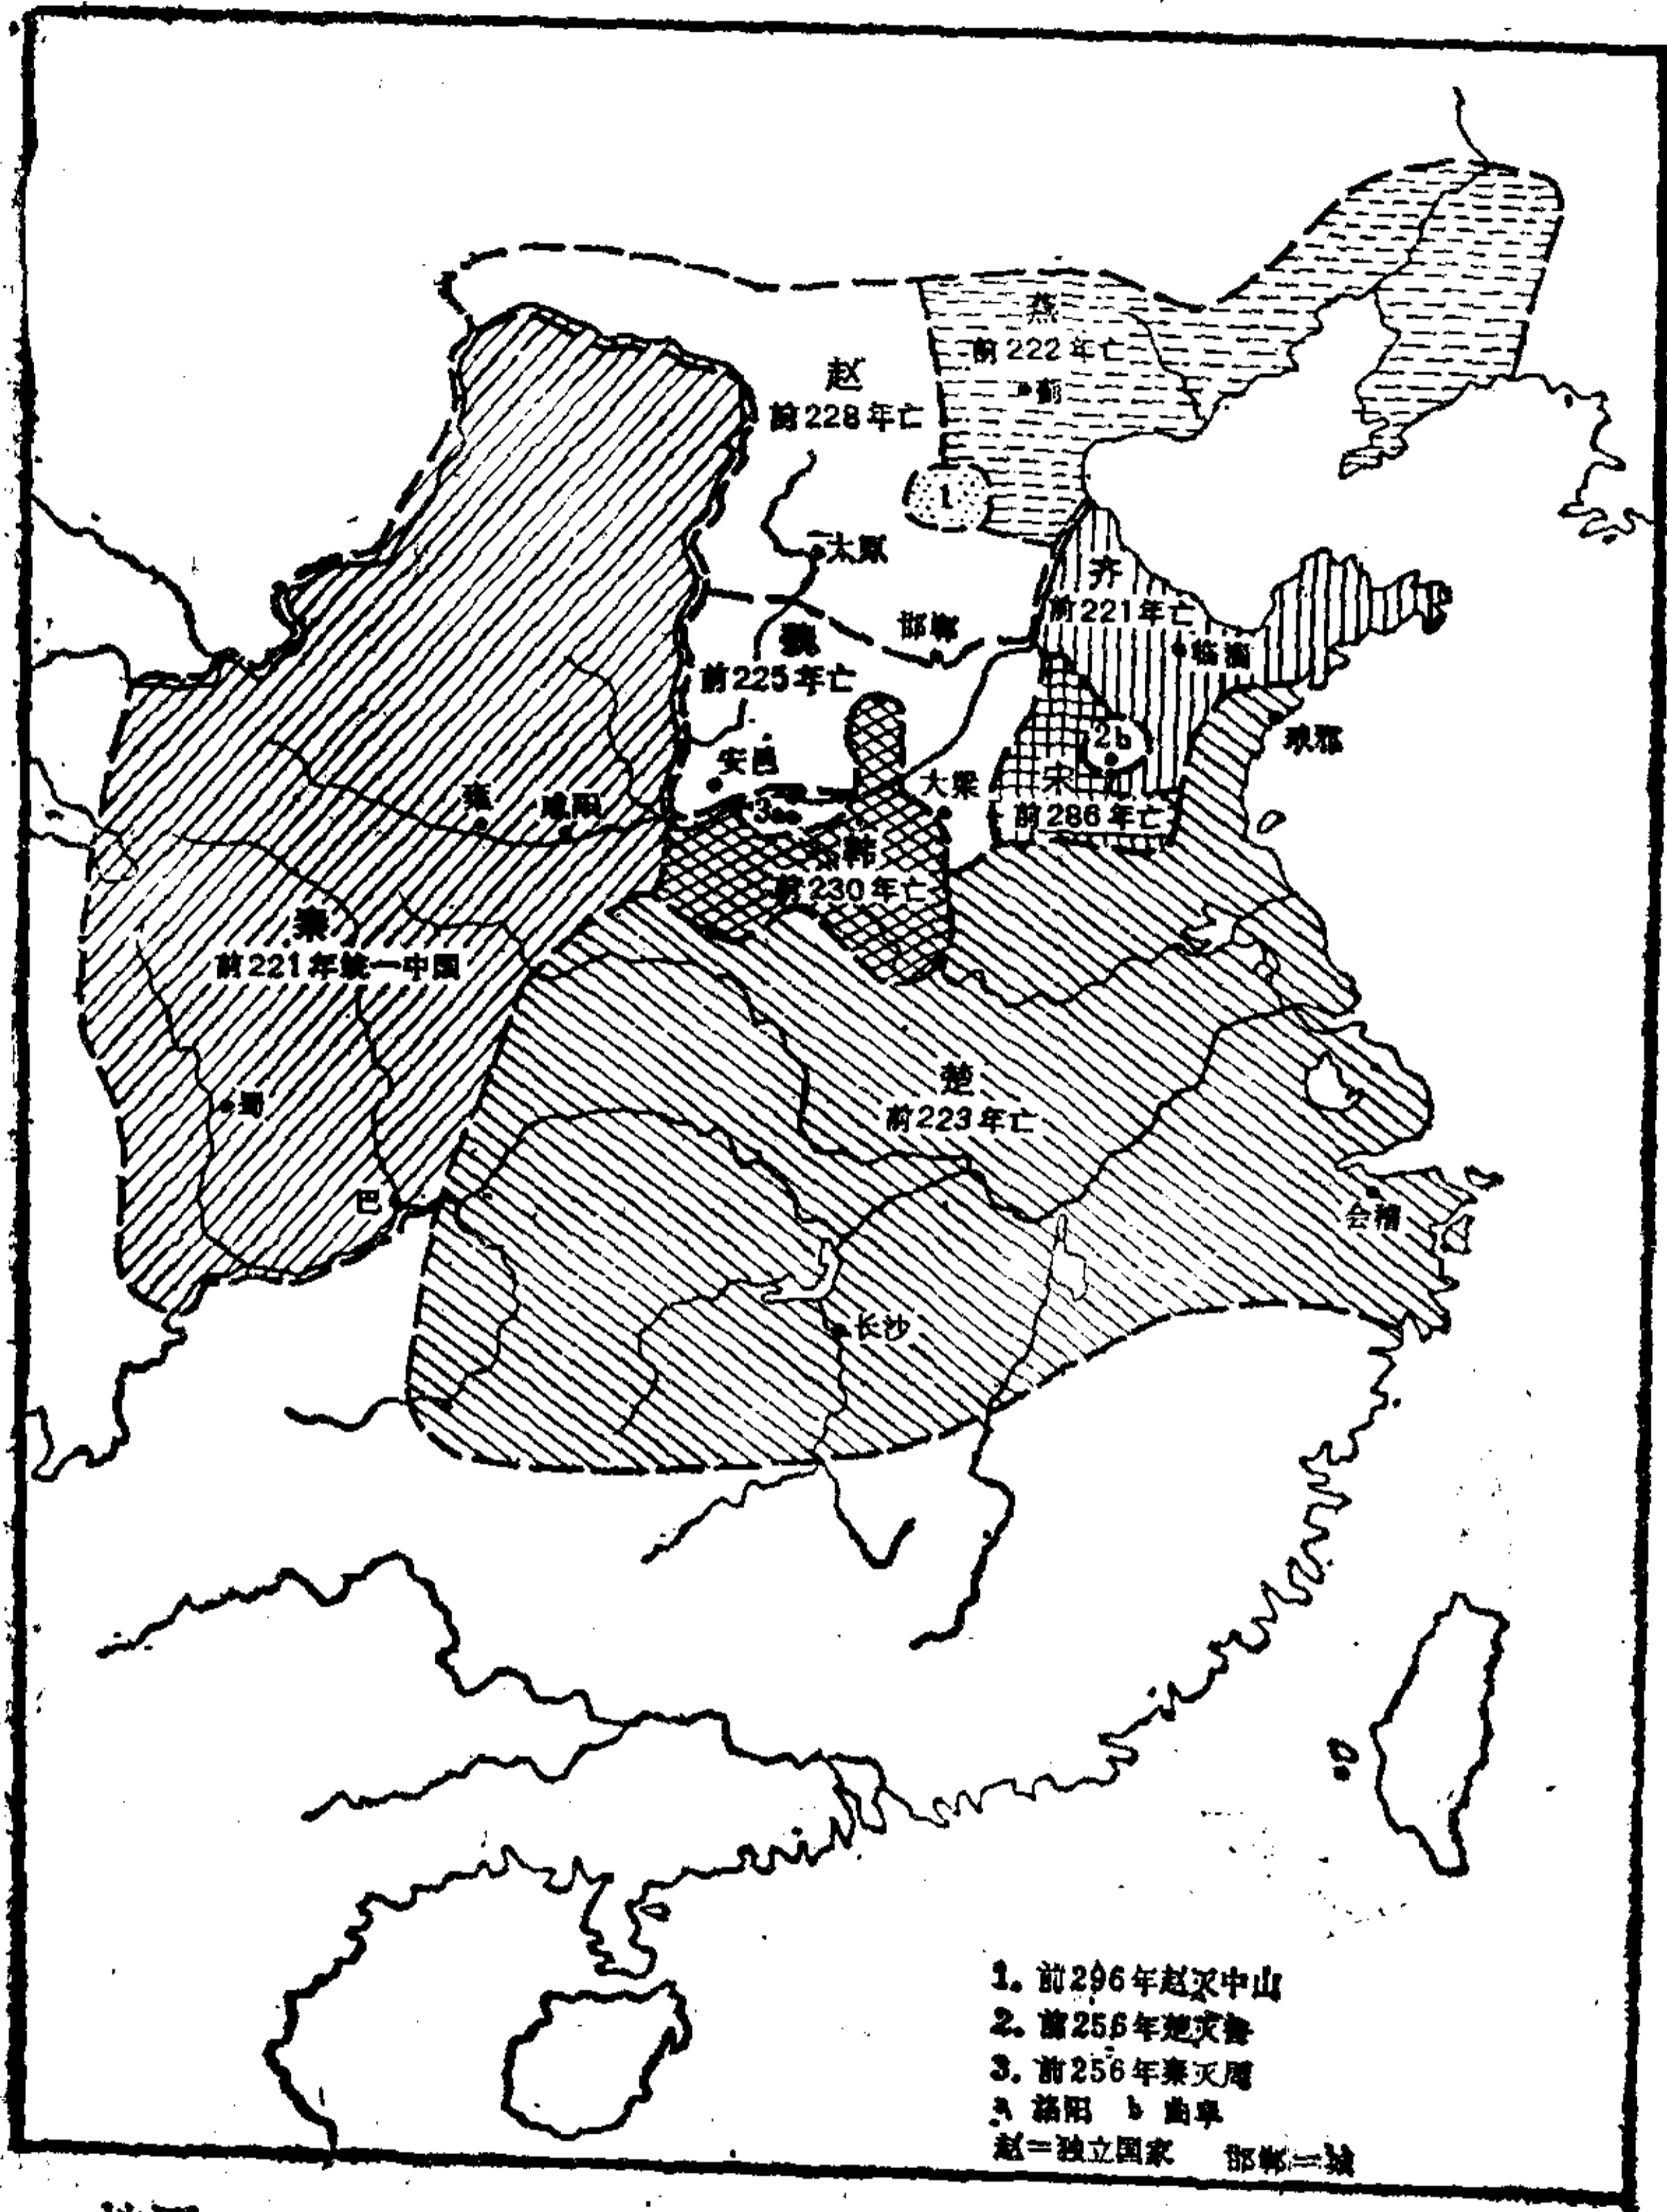 燕
前222年亡
蓟
赵
前228年亡
1
太原
齐
前221年亡
邯郸
魏
临淄
前225年亡
2b
琅邪
安邑
大梁
宋
3a
前286年亡
雍
咸阳
韩
前230年亡
秦
前221年统一中国
楚
前223年亡
蜀
巴
会稽
长沙
1. 前296年赵灭中山
2. 前256年楚灭鲁
3. 前256年秦灭周
a 洛阳 b 曲阜
赵=独立国家 邯郸=城